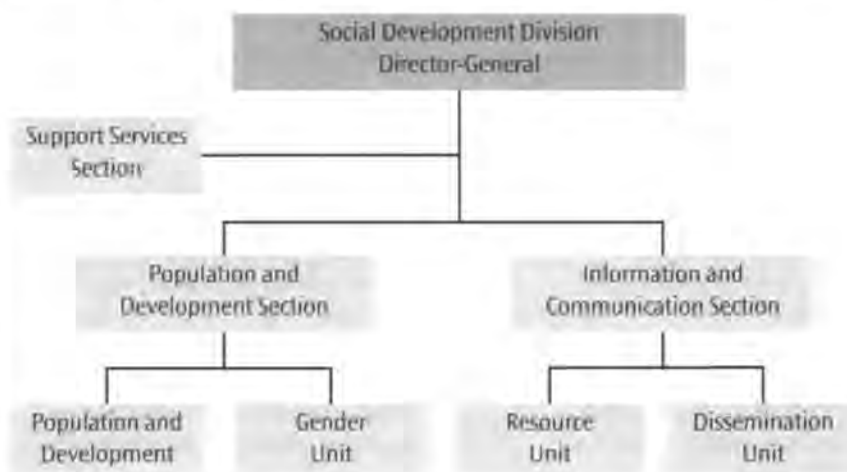 Social Development Division
Director-General
Support Services
Section
Population and
Development Section
Information and
Communication Section
Population and
Development
Gender
Unit
Resource
Unit
Dissemination
Unit